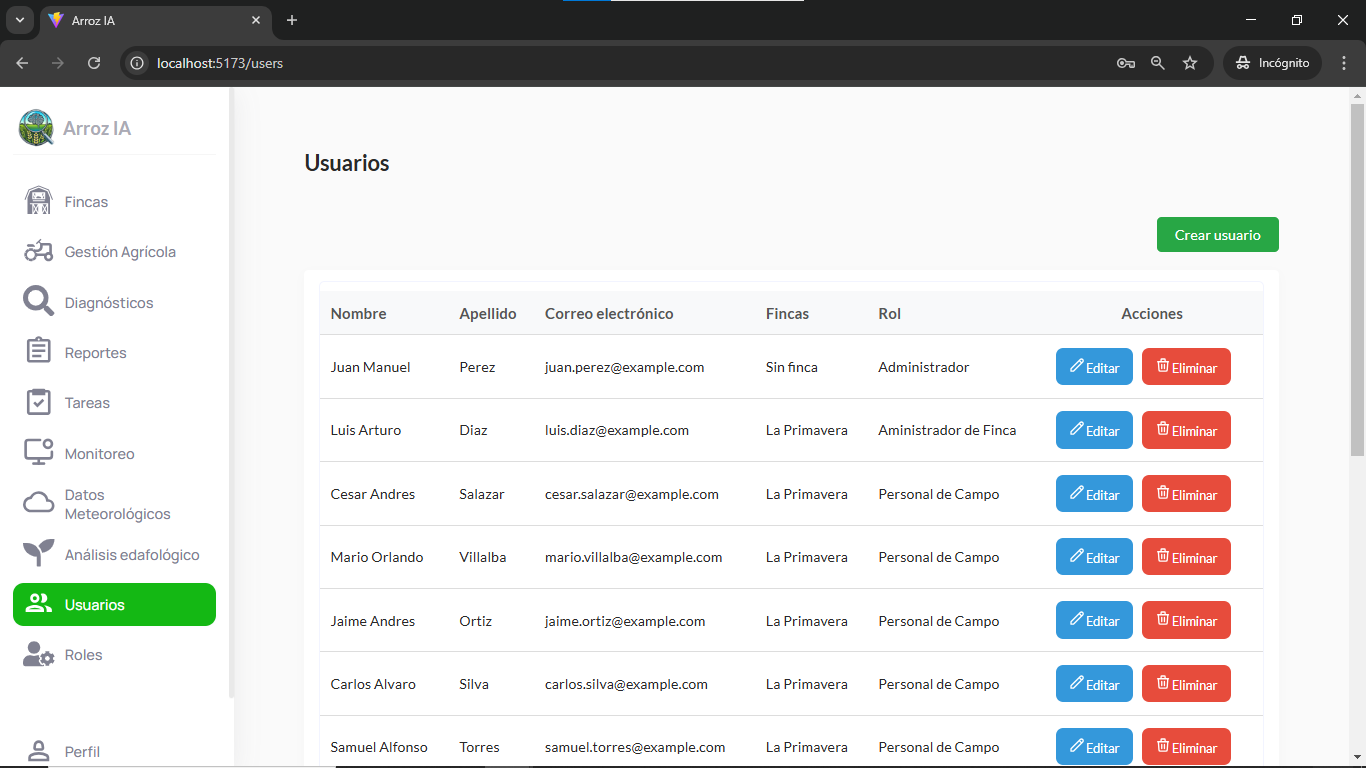 Arroz IA
localhost:5173/users
Incógnito
Arroz IA
Fincas
Gestión Agrícola
Diagnósticos
Reportes
Tareas
Monitoreo
Datos
Meteorológicos
Análisis edafológico
Usuarios
Roles
Perfil
Usuarios
Crear usuario
Nombre Apellido Correo electrónico Fincas Rol Acciones
Juan Manuel Perez juan.perez@example.com Sin finca Administrador Editar Eliminar
Luis Arturo Diaz luis.diaz@example.com La Primavera Aministrador de Finca Editar Eliminar
Cesar Andres Salazar cesar.salazar@example.com La Primavera Personal de Campo Editar Eliminar
Mario Orlando Villalba mario.villalba@example.com La Primavera Personal de Campo Editar Eliminar
Jaime Andres Ortiz jaime.ortiz@example.com La Primavera Personal de Campo Editar Eliminar
Carlos Alvaro Silva carlos.silva@example.com La Primavera Personal de Campo Editar Eliminar
Samuel Alfonso Torres samuel.torres@example.com La Primavera Personal de Campo Editar Eliminar